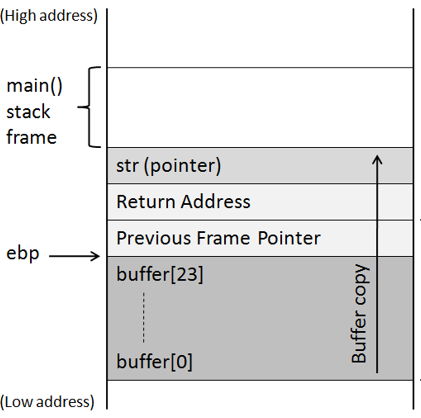 (High address)
main()
stack
frame
str (pointer)
Return Address
Previous Frame Pointer
ebp
buffer[23]
buffer[0]
Buffer copy
(Low address)